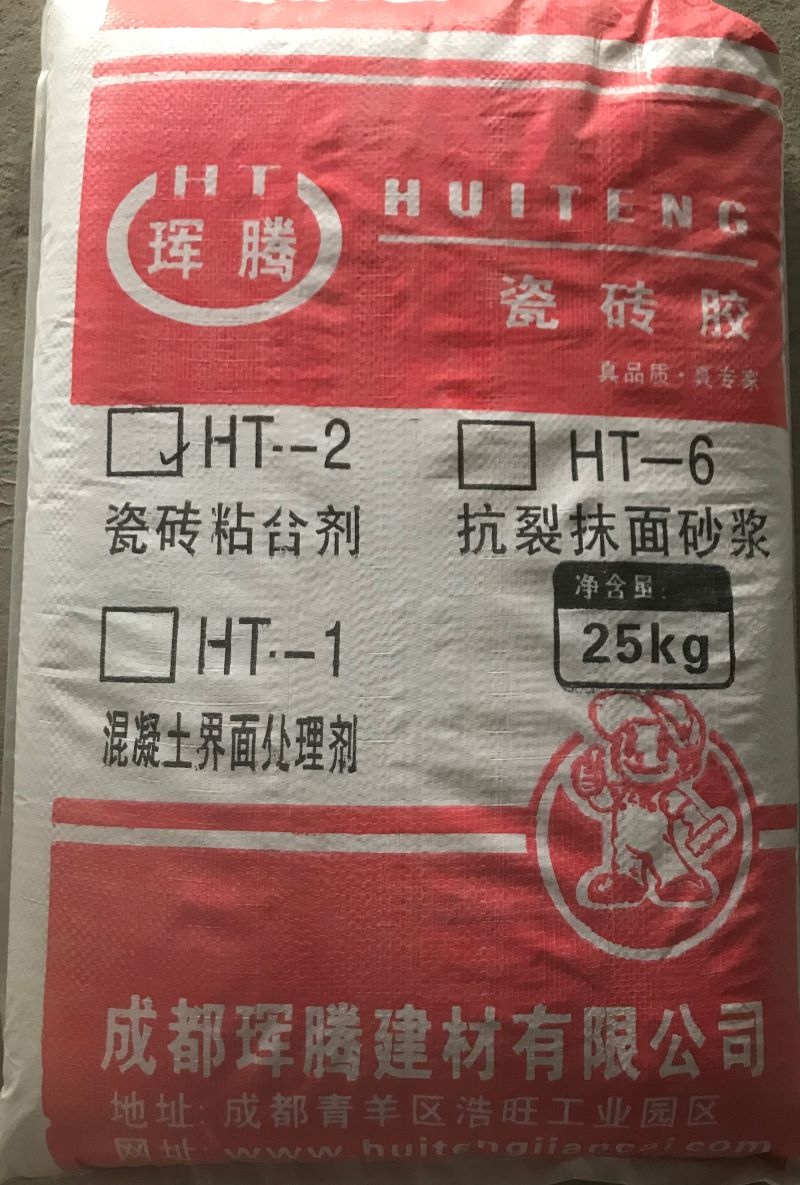 HT
珲腾
HUITENG
瓷砖胶
真品质·真专家
HT--2
HT-6
瓷砖粘合剂
抗裂抹面砂浆
净含量:
25kg
HT·-1
混凝土界面处理剂
成都珲腾建材有限公司
地址:成都青羊区浩旺工业园区
网址:www.huitengjiancai.com